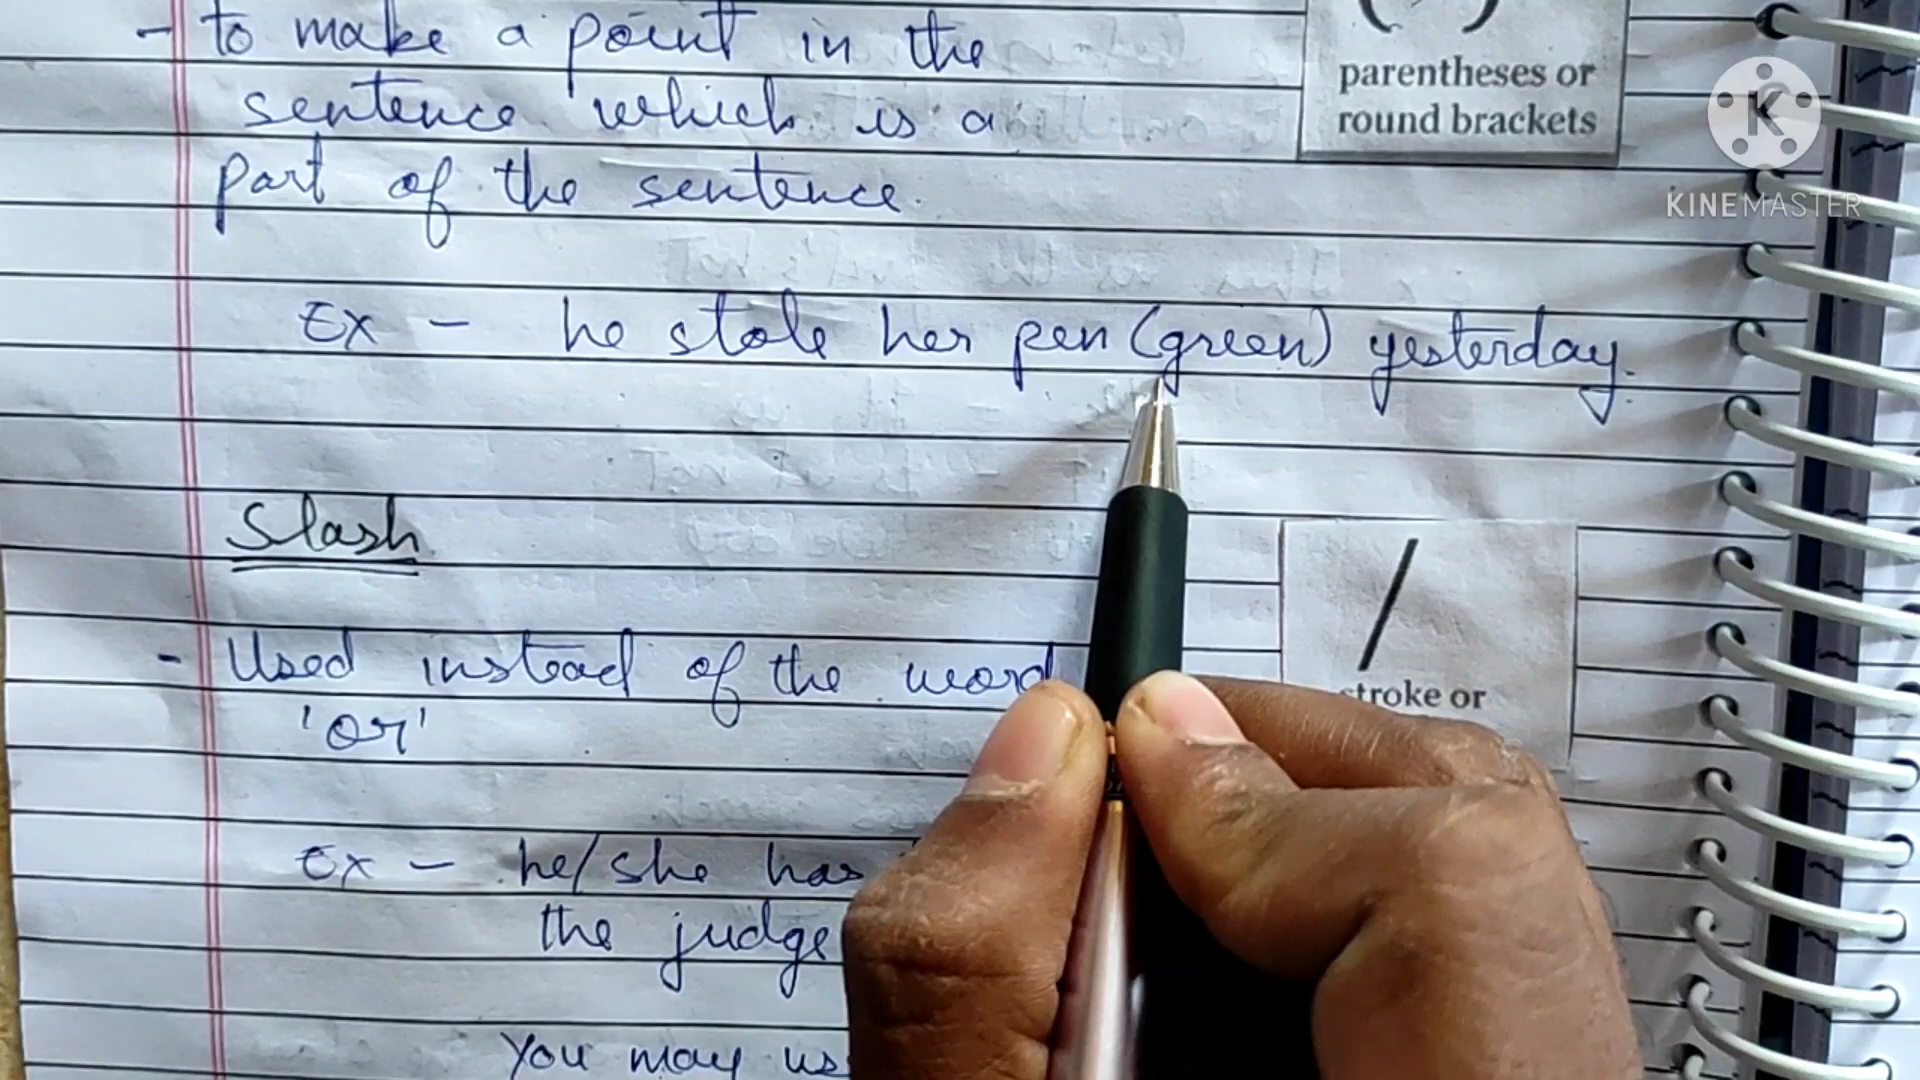 - to make a point in the
sentence which is a
part of the sentence.
( )
parentheses or
round brackets
K
KINEMASTER
Ex - he stole her pen (green) yesterday.
Slash
/
stroke or
- Used instead of the word
'or'
Ex - he/she has
the judge
You may us